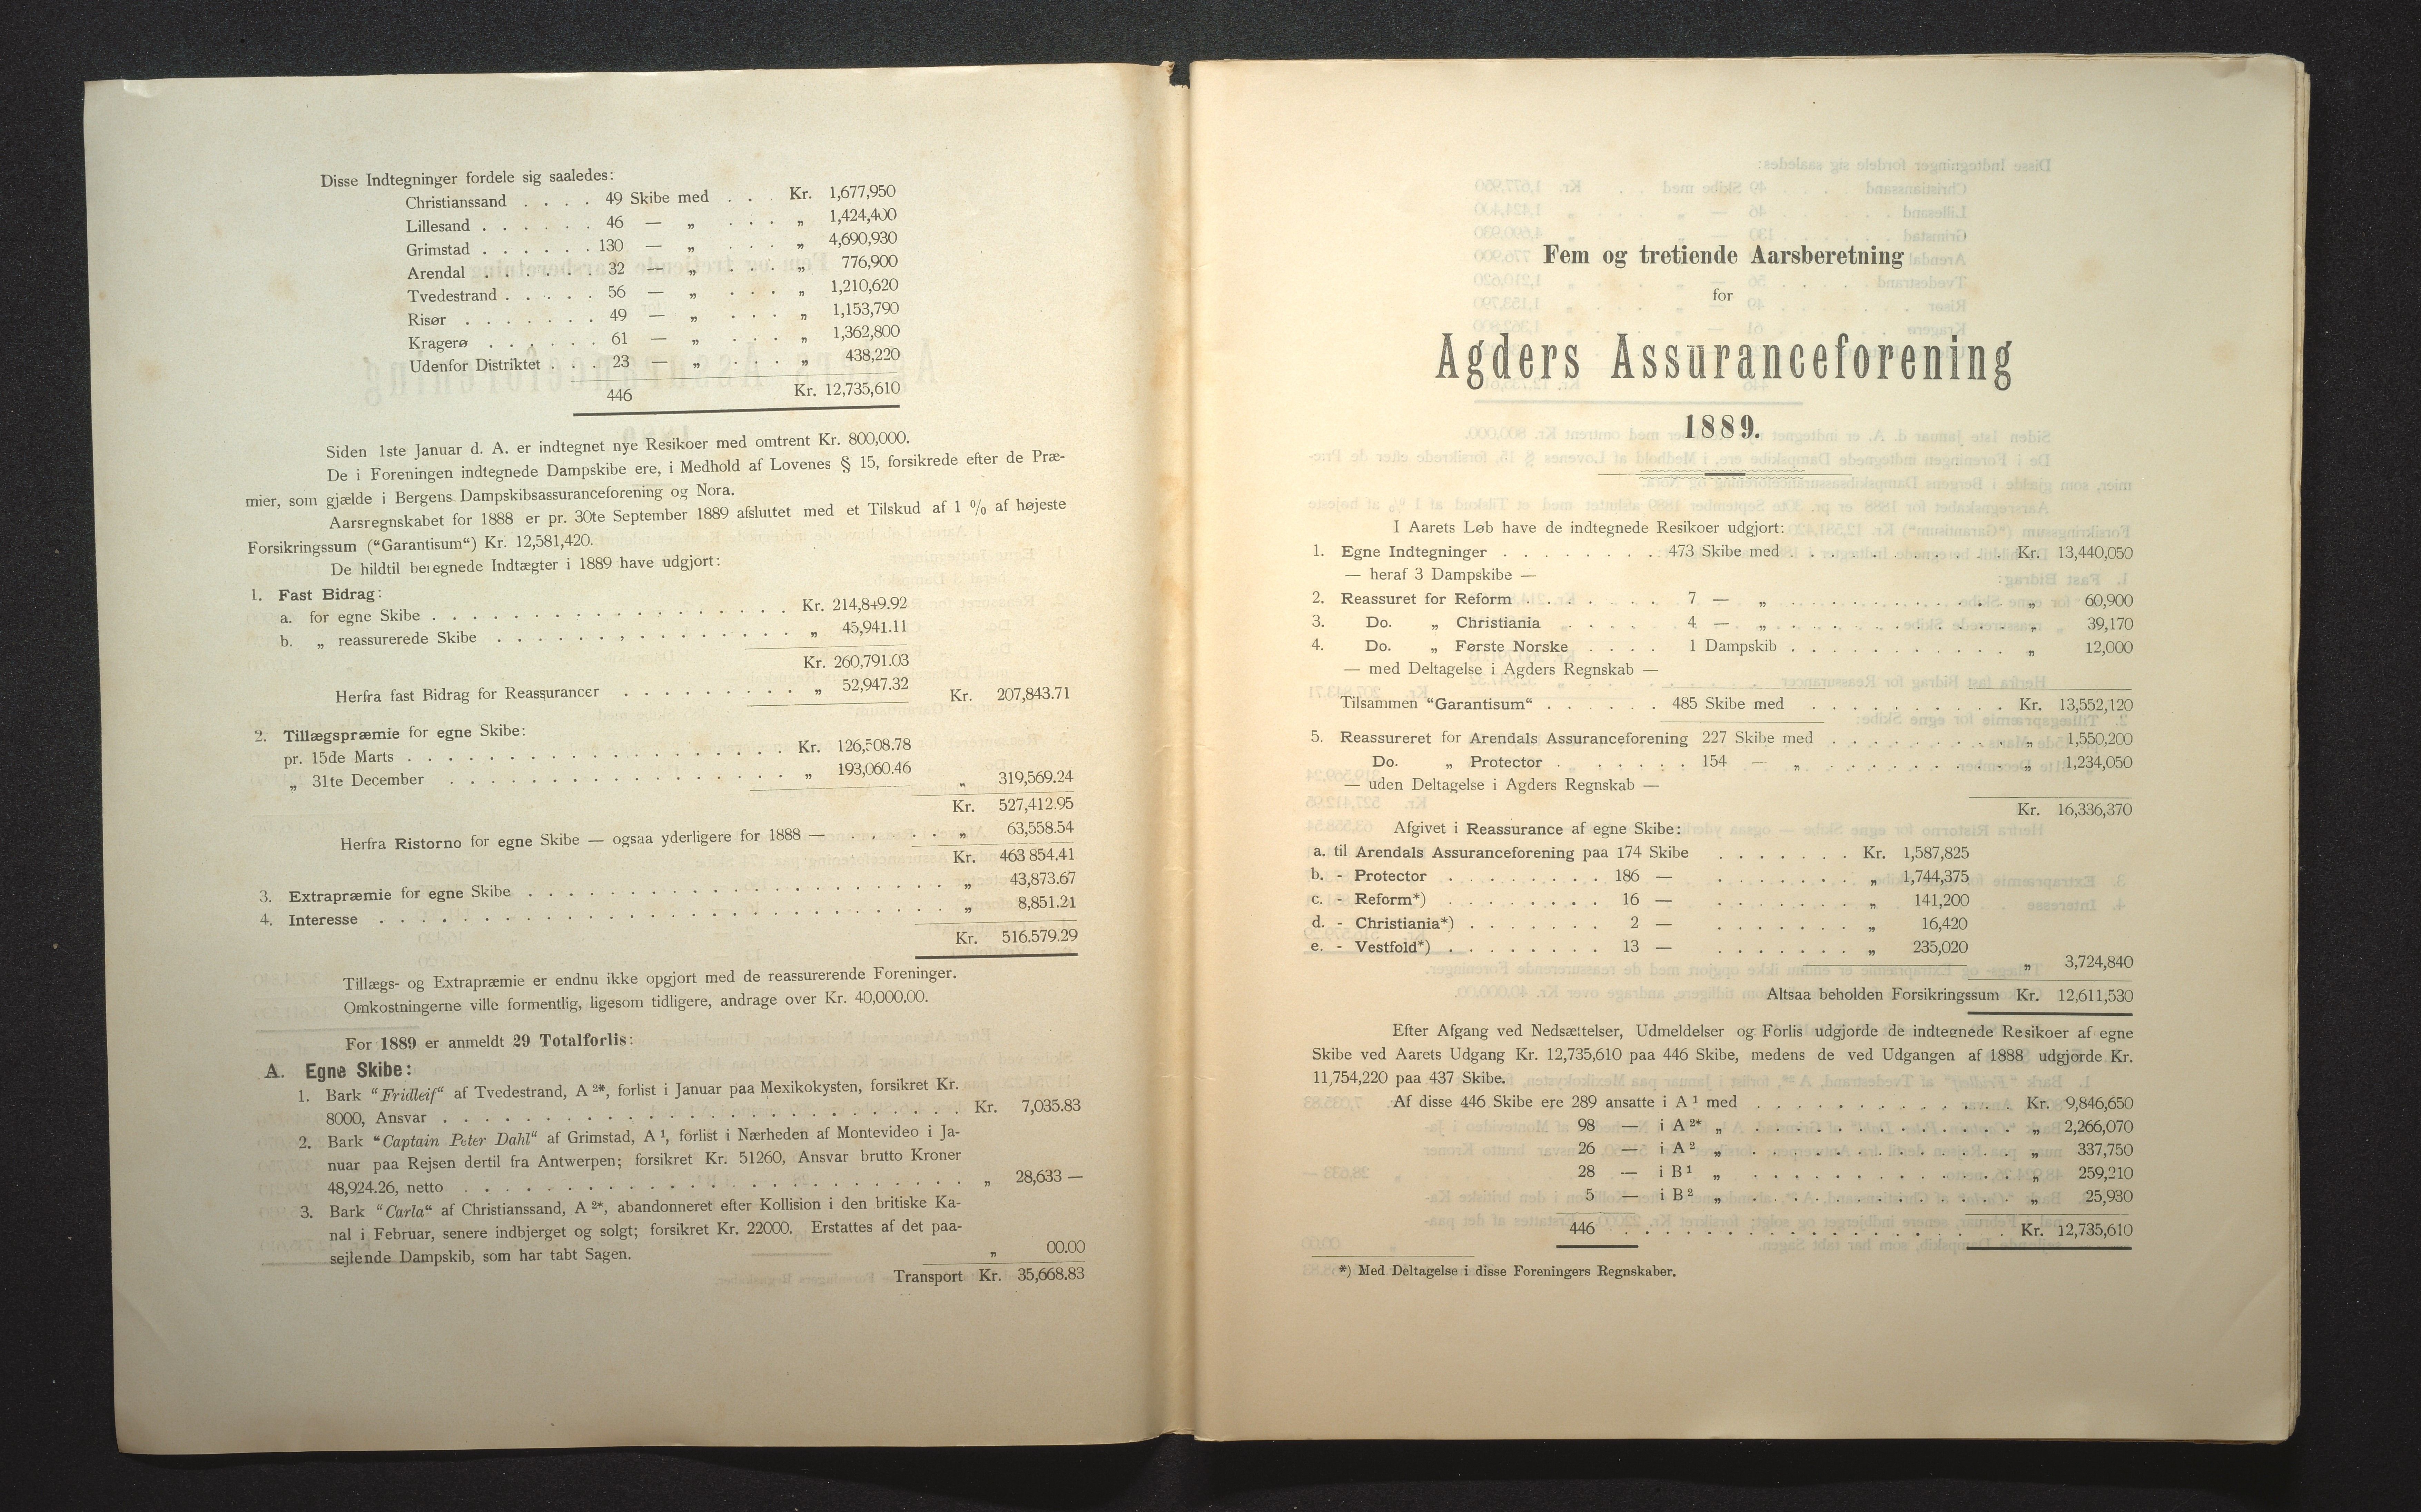 Disse Indtegninger fordele sig saaledes:
Christianssand . . . . 49 Skibe med . . . Kr. 1,677,950
Lillesand . . . . . . 46 — „ . . . „ 1,424,400
Grimstad . . . . . . 130 — „ . . . „ 4,690,930
Arendal . . . . . . 32 — „ . . . „ 776,900
Tvedestrand . . . . . 56 — „ . . . „ 1,210,620
Risør . . . . . . . 49 — „ . . . „ 1,153,790
Kragerø . . . . . . 61 — „ . . . „ 1,362,800
Udenfor Distriktet . . . 23 — „ . . . „ 438,220
446 Kr. 12,735,610
Siden 1ste Januar d. A. er indtegnet nye Resikoer med omtrent Kr. 800,000.
De i Foreningen indtegnede Dampskibe ere, i Medhold af Lovenes § 15, forsikrede efter de Præ-
mier, som gjælde i Bergens Dampskibsassuranceforening og Nora.
Aarsregnskabet for 1888 er pr. 30te September 1889 afsluttet med et Tilskud af 1 % af højeste
Forsikringssum (“Garantisum“) Kr. 12,581,420.
De hildtil beregnede Indtægter i 1889 have udgjort:
1. Fast Bidrag:
a. for egne Skibe . . . . . . . . . . . . . . . . Kr. 214,849.92
b. „ reassurerede Skibe . . . . . . . . . . . . . . „ 45,941.11
Kr. 260,791.03
Herfra fast Bidrag for Reassurancer . . . . . . . . . „ 52,947.32 Kr. 207,843.71
2. Tillægspræmie for egne Skibe:
pr. 15de Marts . . . . . . . . . . . . . . . . . Kr. 126,508.78
„ 31te December . . . . . . . . . . . . . . . . „ 193,060.46 „ 319,569.24
Kr. 527,412.95
Herfra Ristorno for egne Skibe — ogsaa yderligere for 1888 — . . . . . „ 63,558.54
Kr. 463 854.41
3. Extrapræmie for egne Skibe . . . . . . . . . . . . . . . . . . . „ 43,873.67
4. Interesse . . . . . . . . . . . . . . . . . . . . . . . . . „ 8,851.21
Kr. 516.579.29
Tillægs- og Extrapræmie er endnu ikke opgjort med de reassurerende Foreninger.
Omkostningerne ville formentlig, ligesom tidligere, andrage over Kr. 40,000.00.
For 1889 er anmeldt 29 Totalforlis:
A. Egne Skibe:
1. Bark “Fridleif“ af Tvedestrand, A 2*, forlist i Januar paa Mexikokysten, forsikret Kr.
8000, Ansvar . . . . . . . . . . . . . . . . . . . . . . Kr. 7,035.83
2. Bark “Captain Peter Dahl“ af Grimstad, A 1, forlist i Nærheden af Montevideo i Ja-
nuar paa Rejsen dertil fra Antwerpen; forsikret Kr. 51260, Ansvar brutto Kroner
48,924.26, netto . . . . . . . . . . . . . . . . . . . . . „ 28,633 —
3. Bark “Carla“ af Christianssand, A 2*, abandonneret efter Kollision i den britiske Ka-
nal i Februar, senere indbjerget og solgt; forsikret Kr. 22000. Erstattes af det paa-
sejlende Dampskib, som har tabt Sagen. „ 00.00
Transport Kr. 35,668.83
Fem og tretiende Aarsberetning
for
Agders Assuranceforening
1889.
I Aarets Løb have de indtegnede Resikoer udgjort:
1. Egne Indtegninger . . . . . . . . 473 Skibe med . . . . . . . . . . Kr. 13,440,050
— heraf 3 Dampskibe —
2. Reassuret for Reform . . . . . . 7 — „ . . . . . . . . . . . „ 60,900
3. Do. „ Christiania . . . . 4 — „ . . . . . . . . . . . „ 39,170
4. Do. „ Første Norske . . . . 1 Dampskib . . . . . . . . . . . „ 12,000
— med Deltagelse i Agders Regnskab —
Tilsammen “Garantisum“ . . . . . . 485 Skibe med . . . . . . . . . . Kr. 13,552,120
5. Reassureret for Arendals Assuranceforening 227 Skibe med . . . . . . . . . „ 1,550,200
Do. „ Protector . . . . . . 154 — „ . . . . . . . . . . „ 1,234,050
— uden Deltagelse i Agders Regnskab —
Kr. 16,336,370
Afgivet i Reassurance af egne Skibe:
a. til Arendals Assuranceforening paa 174 Skibe . . . . . . . Kr. 1,587,825
b. - Protector . . . . . . . . 186 — . . . . . . . „ 1,744,375
c. - Reform*) . . . . . . . . 16 — . . . . . . . „ 141,200
d. - Christiania*) . . . . . . . 2 — . . . . . . . „ 16,420
e. - Vestfold*) . . . . . . . . 13 — . . . . . . . „ 235,020
„ 3,724,840
Altsaa beholden Forsikringssum Kr. 12,611,530
Efter Afgang ved Nedsættelser, Udmeldelser og Forlis udgjorde de indtegnede Resikoer af egne
Skibe ved Aarets Udgang Kr. 12,735,610 paa 446 Skibe, medens de ved Udgangen af 1888 udgjorde Kr.
11,754,220 paa 437 Skibe.
Af disse 446 Skibe ere 289 ansatte i A 1 med . . . . . . . . . . . . Kr. 9,846,650
98 — i A 2* „ . . . . . . . . . . . . „ 2,266,070
26 — i A 2 „ . . . . . . . . . . . . „ 337,750
28 — i B 1 „ . . . . . . . . . . . . „ 259,210
5 — i B 2 „ . . . . . . . . . . . . „ 25,930
446 . . . . . . . . . . . . . . . . Kr. 12,735,610
*) Med Deltagelse i disse Foreningers Regnskaber.